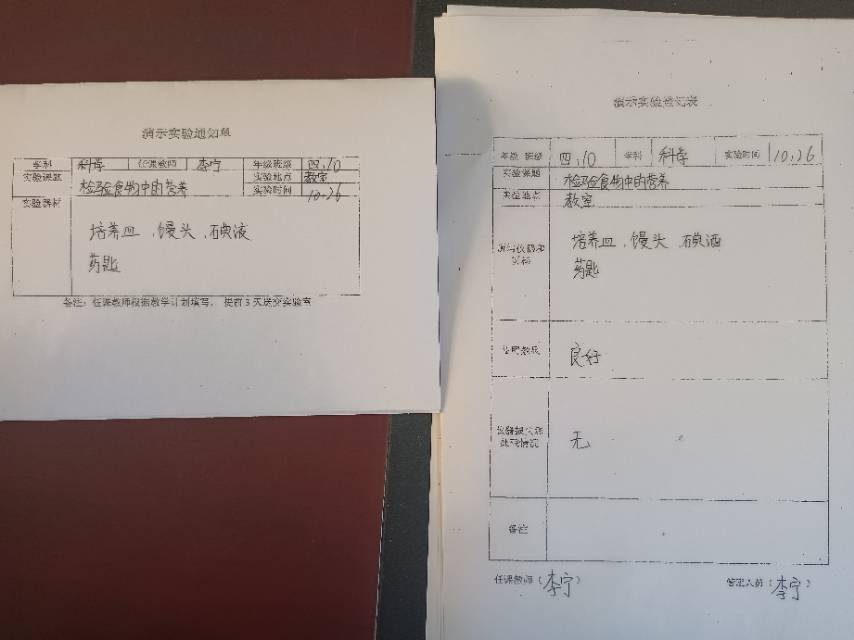 演示实验通知单
学科 科学 任课教师 李宁 年级班级 四、10
实验课题 检验食物中的营养 实验地点 教室
实验时间 10.26
实验器材
培养皿、馒头、碘液
药匙
备注：任课教师根据教学计划填写，提前3天送交实验室
演示实验登记表
年级 班级 四、10 学科 科学 实验时间 10.26
实验课题 检验食物中的营养
实验地点 教室
培养皿、馒头、碘酒
药匙
良好
无
备注
任课教师（李宁） 管理人员（李宁）